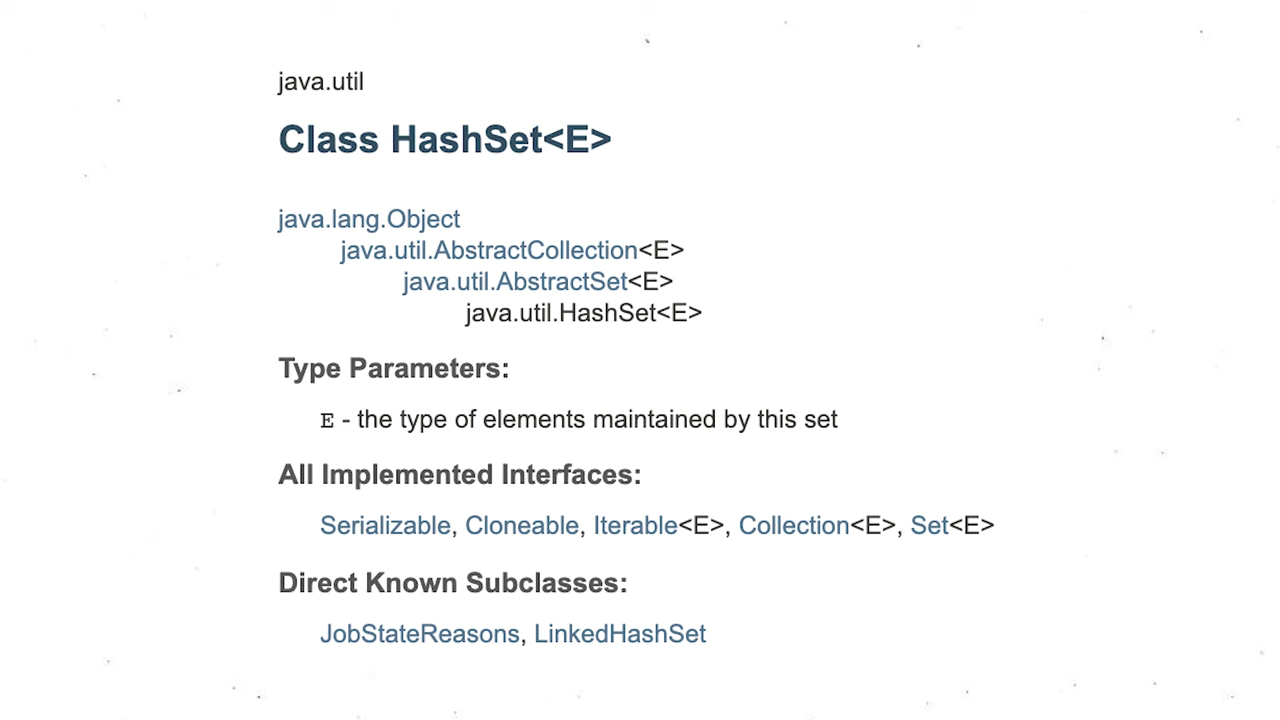 java.util
Class HashSet<E>
java.lang.Object
java.util.AbstractCollection<E>
java.util.AbstractSet<E>
java.util.HashSet<E>
Type Parameters:
E - the type of elements maintained by this set
All Implemented Interfaces:
Serializable, Cloneable, Iterable<E>, Collection<E>, Set<E>
Direct Known Subclasses:
JobStateReasons, LinkedHashSet